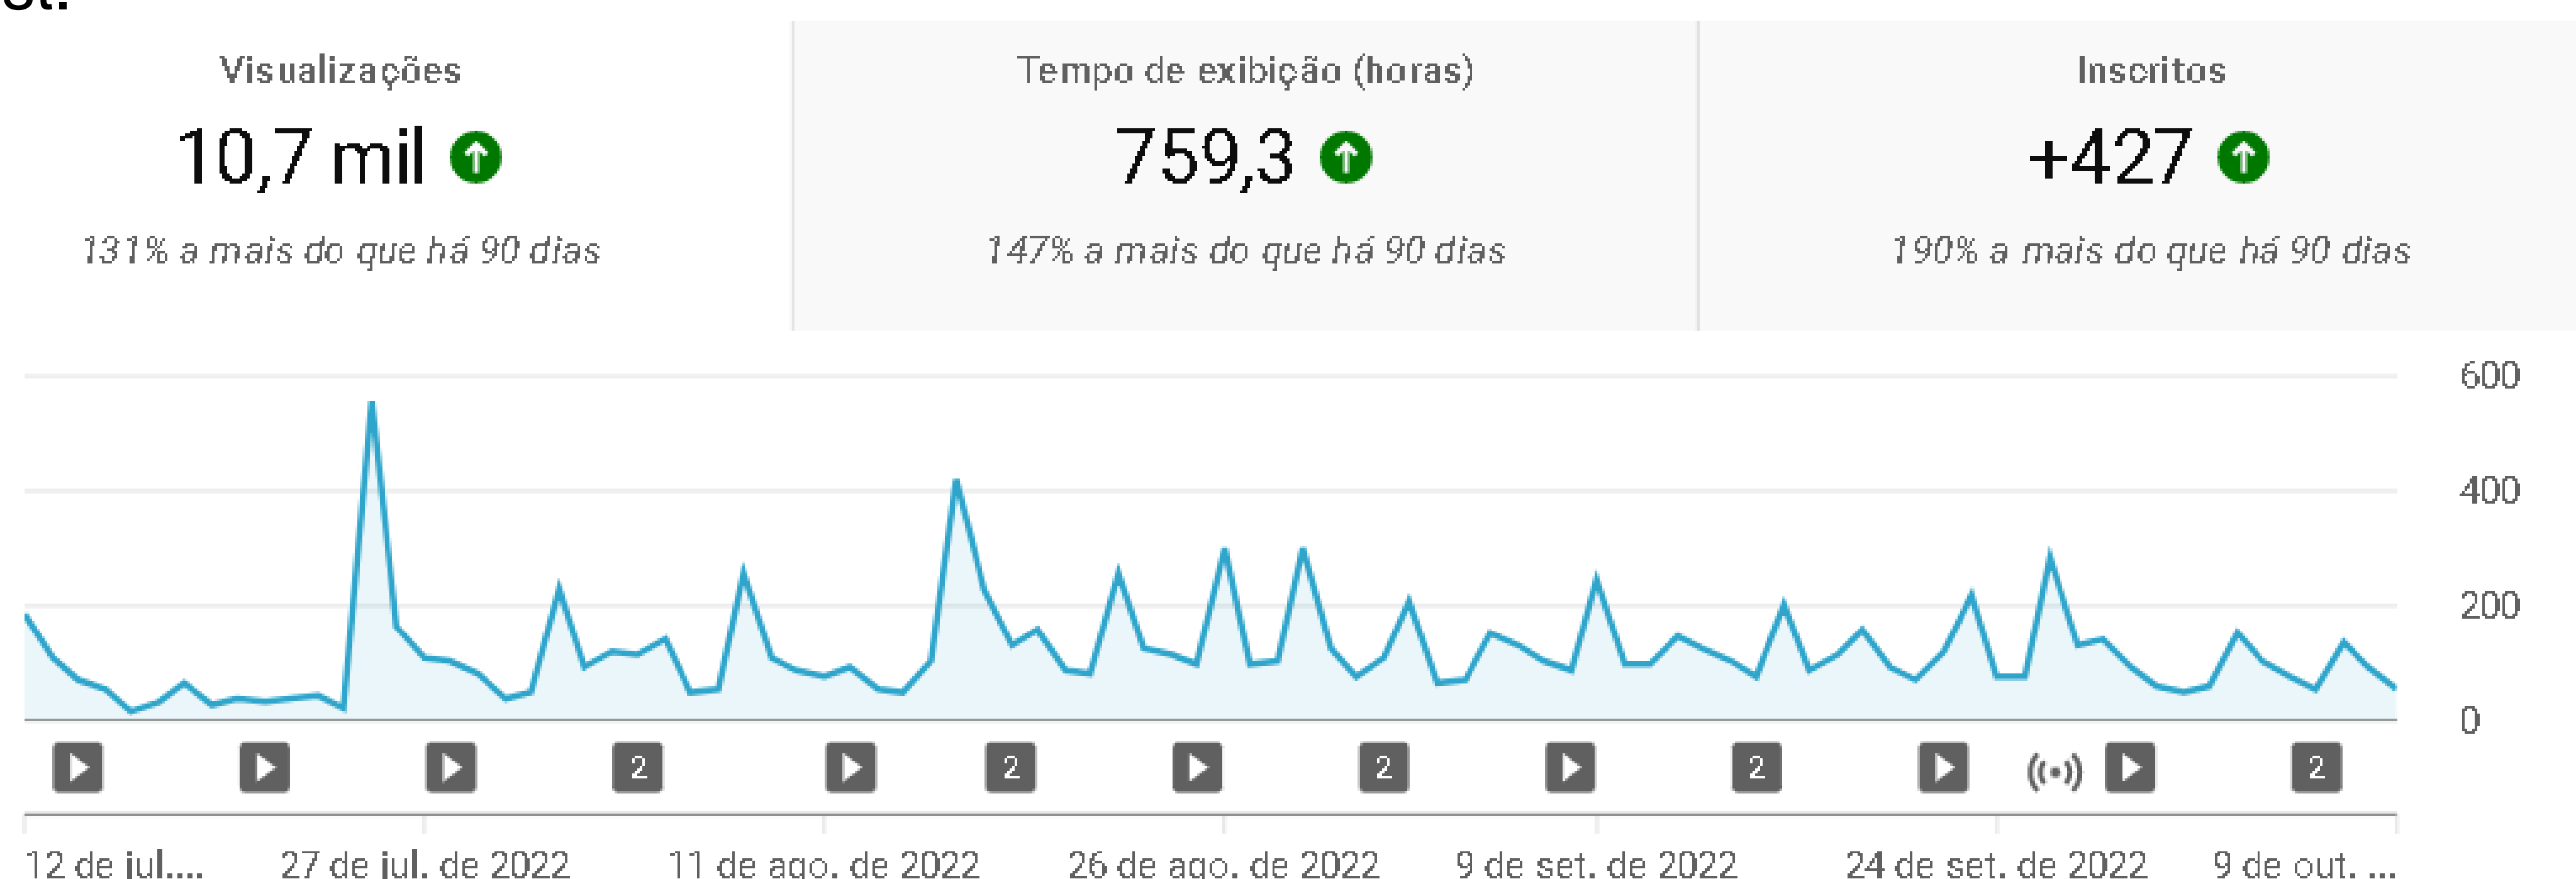 Visualizações
Tempo de exibição (horas)
Inscritos
10,7 mil
759,3
+427
131% a mais do que há 90 dias
147% a mais do que há 90 dias
190% a mais do que há 90 dias
600
400
200
0
2 2 2 2 2
12 de jul.... 27 de jul. de 2022 11 de ago. de 2022 26 de ago. de 2022 9 de set. de 2022 24 de set. de 2022 9 de out. ...